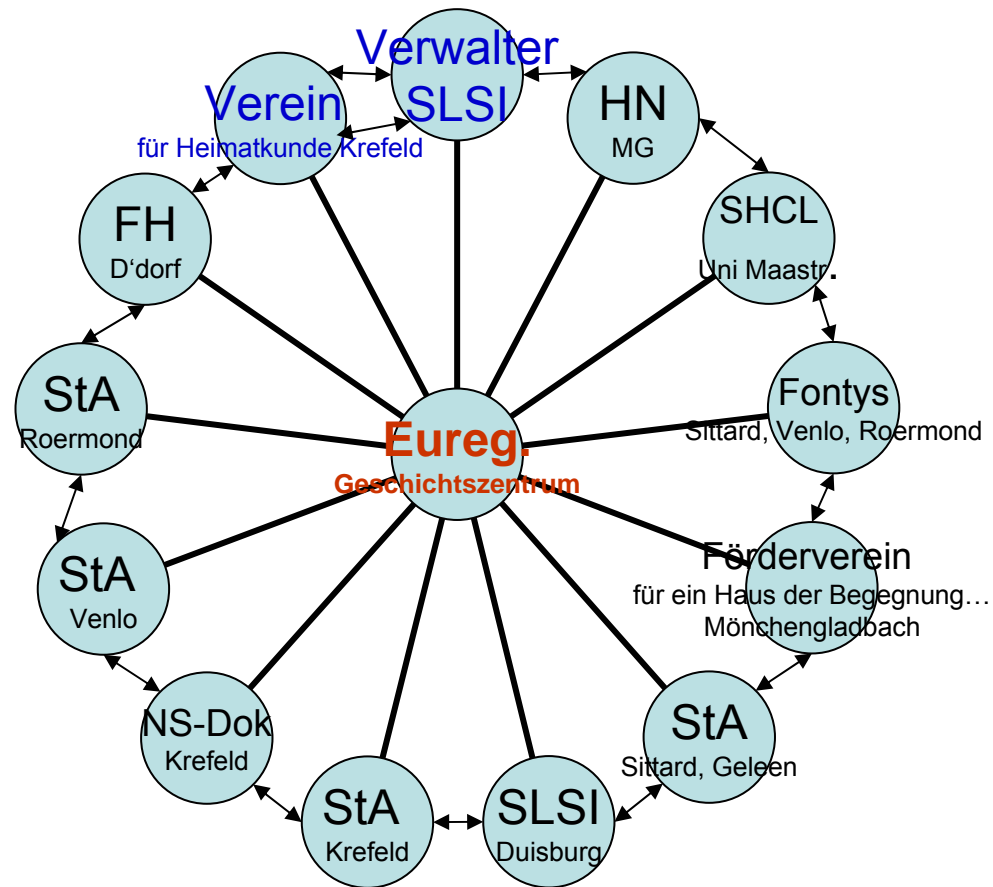 Verwalter
SLSI
Verein
für Heimatkunde Krefeld
HN
MG
SHCL
Uni Maastr.
FH
D‘dorf
Fontys
Sittard, Venlo, Roermond
StA
Roermond
Eureg.
Geschichtszentrum
Förderverein
für ein Haus der Begegnung…
Mönchengladbach
StA
Venlo
StA
Sittard, Geleen
NS-Dok
Krefeld
StA
Krefeld
SLSI
Duisburg